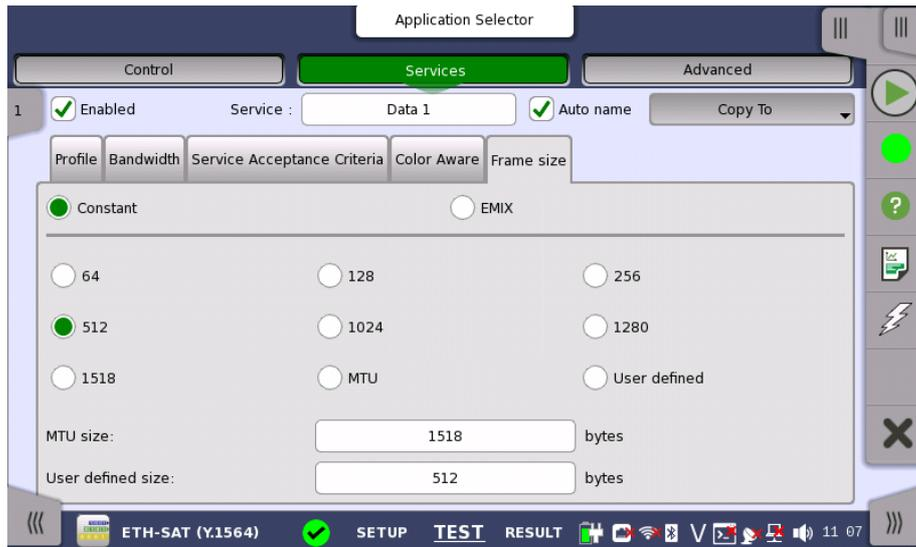 Application Selector
Control Services Advanced
1 Enabled Service : Data 1 Auto name Copy To
Profile Bandwidth Service Acceptance Criteria Color Aware Frame size
Constant EMIX
64 128 256
512 1024 1280
1518 MTU User defined
MTU size: 1518 bytes
User defined size: 512 bytes
ETH-SAT (Y.1564) SETUP TEST RESULT V 11 07